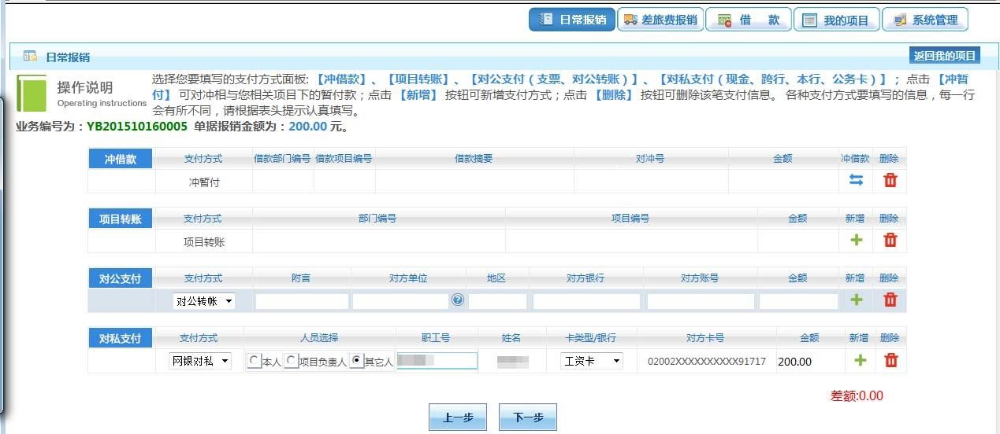 日常报销 差旅费报销 借 款 我的项目 系统管理
日常报销 返回我的项目
操作说明
Operating instructions
选择您要填写的支付方式面板:【冲借款】、【项目转账】、【对公支付（支票、对公转账）】、【对私支付（现金、跨行、本行、公务卡）】；点击 【冲暂
付】 可对冲相与您相关项目下的暂付款；点击 【新增】 按钮可新增支付方式；点击 【删除】 按钮可删除该笔支付信息。 各种支付方式要填写的信息，每一行
会有所不同，请根据表头提示认真填写。
业务编号为：YB201510160005 单据报销金额为：200.00 元。
冲借款 支付方式 借款部门编号 借款项目编号 借款摘要 对冲号 金额 冲借款 删除
冲暂付
项目转账 支付方式 部门编号 项目编号 金额 新增 删除
项目转账
对公支付 支付方式 附言 对方单位 地区 对方银行 对方账号 金额 新增 删除
对公转帐
对私支付 支付方式 人员选择 职工号 姓名 卡类型/银行 对方卡号 金额 新增 删除
网银对私 本人 项目负责人 其它人 工资卡 02002XXXXXXXXXX91717 200.00
差额:0.00
上一步 下一步